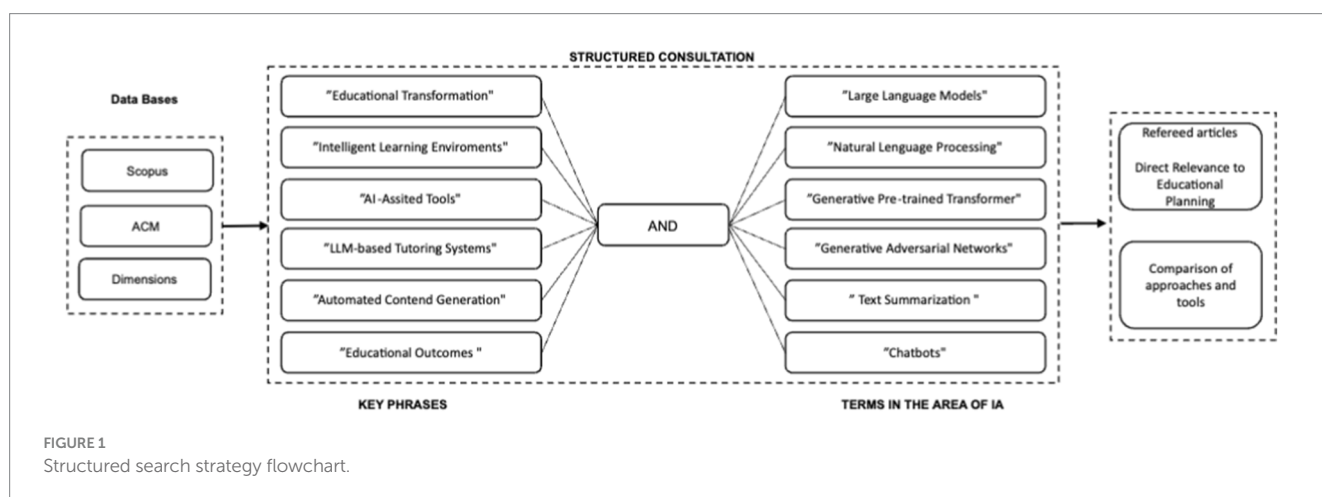 STRUCTURED CONSULTATION
Data Bases
Scopus
ACM
Dimensions
"Educational Transformation"
"Intelligent Learning Enviroments"
"AI-Assited Tools"
"LLM-based Tutoring Systems"
"Automated Contend Generation"
"Educational Outcomes "
KEY PHRASES
AND
"Large Language Models"
"Natural Language Processing"
"Generative Pre-trained Transformer"
"Generative Adversarial Networks"
" Text Summarization "
"Chatbots"
TERMS IN THE AREA OF IA
Refereed articles
Direct Relevance to
Educational
Planning
Comparison of
approaches and
tools
FIGURE 1
Structured search strategy flowchart.